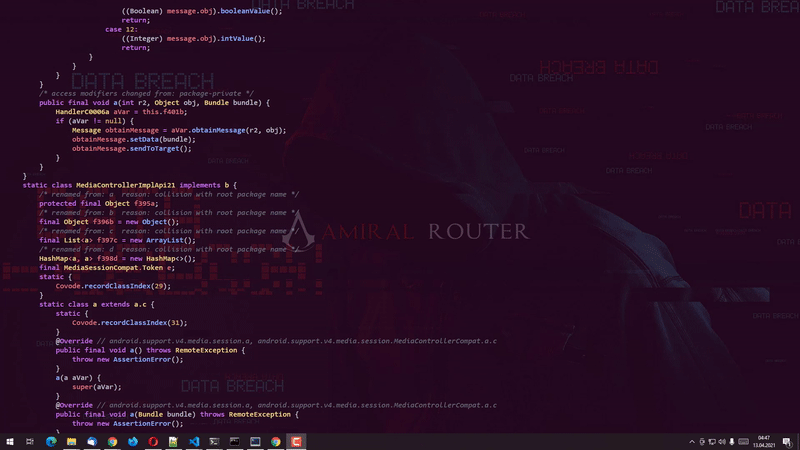 ((Boolean) message.obj).booleanValue();
return;
case 12:
((Integer) message.obj).intValue();
return;
}
}
}
}
/* access modifiers changed from: package-private */
public final void a(int r2, Object obj, Bundle bundle) {
HandlerC0006a aVar = this.f401b;
if (aVar != null) {
Message obtainMessage = aVar.obtainMessage(r2, obj);
obtainMessage.setData(bundle);
obtainMessage.sendToTarget();
}
}
}
static class MediaControllerImplApi21 implements b {
/* renamed from: a  reason: collision with root package name */
protected final Object f395a;
/* renamed from: b  reason: collision with root package name */
final Object f396b = new Object();
/* renamed from: c  reason: collision with root package name */
final List<a> f397c = new ArrayList();
/* renamed from: d  reason: collision with root package name */
HashMap<a, a> f398d = new HashMap<>();
final MediaSessionCompat.Token e;
static {
Covode.recordClassIndex(29);
}
static class a extends a.c {
static {
Covode.recordClassIndex(31);
}
@Override // android.support.v4.media.session.a, android.support.v4.media.session.MediaControllerCompat.a.c
public final void a() throws RemoteException {
throw new AssertionError();
}
a(a aVar) {
super(aVar);
}
@Override // android.support.v4.media.session.a, android.support.v4.media.session.MediaControllerCompat.a.c
public final void a(Bundle bundle) throws RemoteException {
throw new AssertionError();
}
DATA BREACH
DATA BREACH
DATA BREA
DATA BREACH
DATA BREACH
DATA BREACH
DATA BREACH
DATA BREACH
DATA
DATA BREACH
DATA BREACH
AMIRAL ROUTER
04:47
13.04.2021